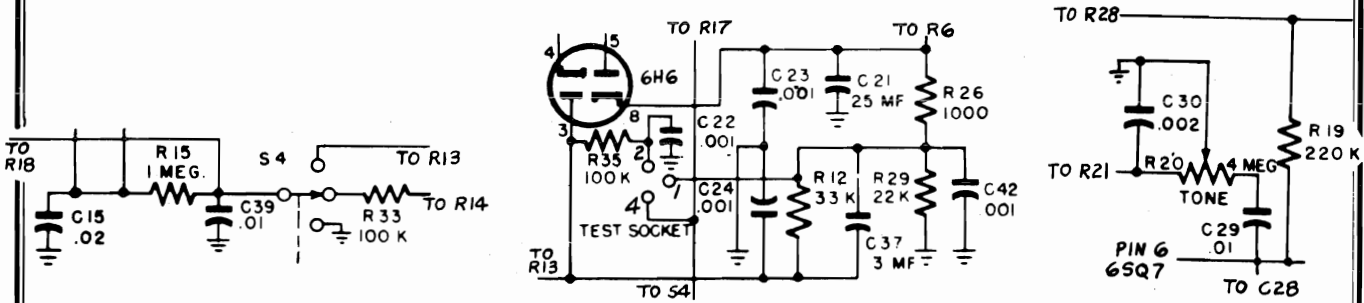 TO R18
R15
1 MEG.
C15
.02
C39
.01
S4
TO R13
R33
100 K
TO R14
4
5
6H6
3
8
R35
100 K
2
C22
.001
1
4
TEST SOCKET
TO R13
TO S4
TO R17
C23
.001
C21
25 MF
TO R6
R26
1000
C24
.001
R12
33 K
C37
3 MF
R29
22K
C42
.001
TO R28
C30
.002
TO R21
R20
4 MEG
TONE
R19
220 K
C29
.01
PIN 6
6SQ7
TO C28